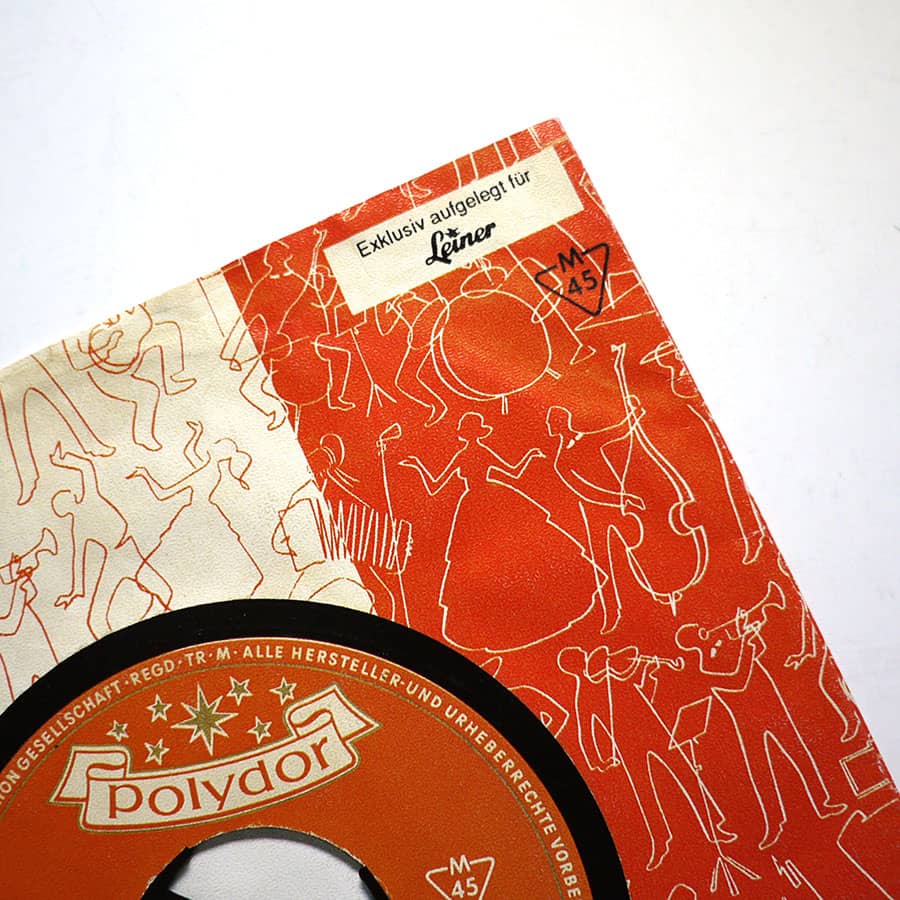 Exklusiv aufgelegt für
Leiner
M
45
GESELLSCHAFT · REGD · TR · M · ALLE HERSTELLER- UND URHEBERRECHTE VORBE
polydor
M
45